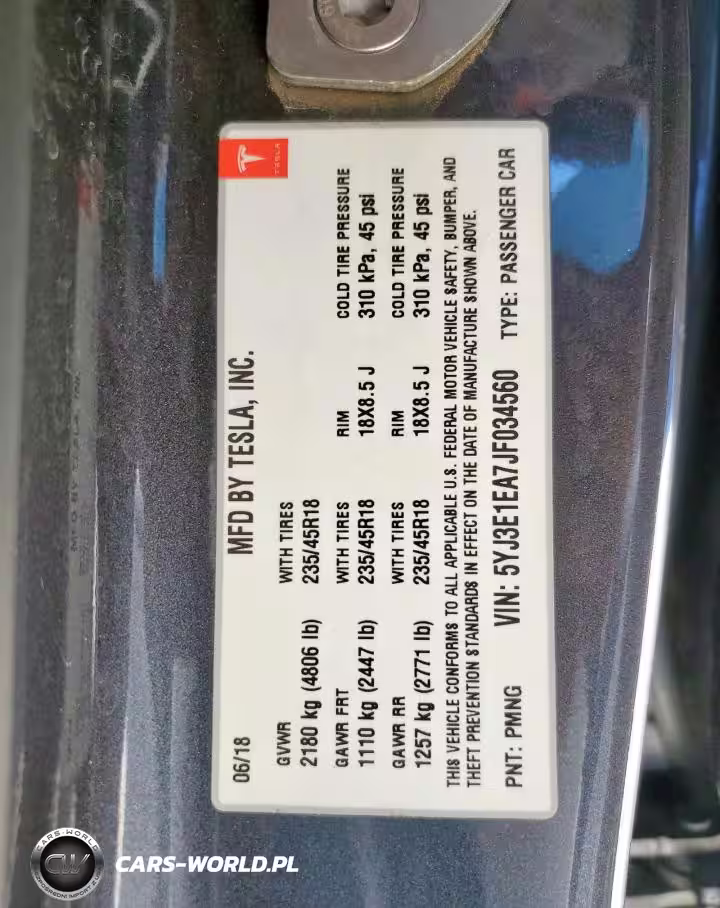 TESLA
06/18 MFD BY TESLA, INC.
GVWR WITH TIRES
2180 kg (4806 lb) 235/45R18
GAWR FRT WITH TIRES RIM COLD TIRE PRESSURE
1110 kg (2447 lb) 235/45R18 18X8.5 J 310 kPa, 45 psi
GAWR RR WITH TIRES RIM COLD TIRE PRESSURE
1257 kg (2771 lb) 235/45R18 18X8.5 J 310 kPa, 45 psi
THIS VEHICLE CONFORMS TO ALL APPLICABLE U.S. FEDERAL MOTOR VEHICLE SAFETY, BUMPER, AND
THEFT PREVENTION STANDARDS IN EFFECT ON THE DATE OF MANUFACTURE SHOWN ABOVE.
PNT: PMNG VIN: 5YJ3E1EA7JF034560 TYPE: PASSENGER CAR
CARS-WORLD
CW
CARS-WORLD.PL